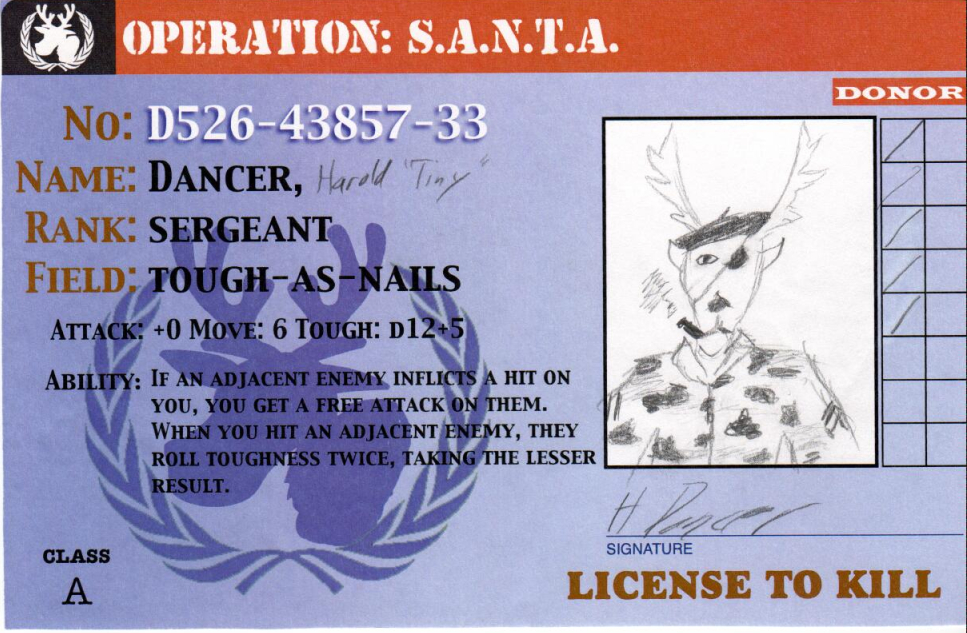 OPERATION: S.A.N.T.A.
DONOR
No: D526-43857-33
NAME: DANCER, Harold "Tiny"
RANK: SERGEANT
FIELD: TOUGH-AS-NAILS
ATTACK: +0 MOVE: 6 TOUGH: D12+5
ABILITY: IF AN ADJACENT ENEMY INFLICTS A HIT ON
YOU, YOU GET A FREE ATTACK ON THEM.
WHEN YOU HIT AN ADJACENT ENEMY, THEY
ROLL TOUGHNESS TWICE, TAKING THE LESSER
RESULT.
H Dancer
SIGNATURE
CLASS
A
LICENSE TO KILL